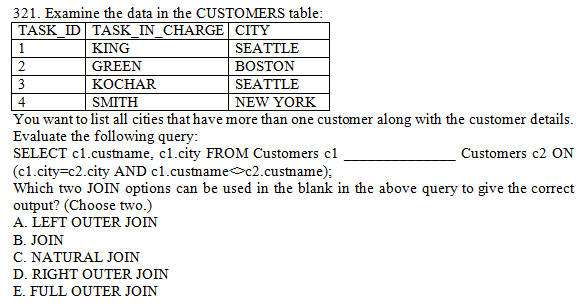 321. Examine the data in the CUSTOMERS table:
TASK_ID TASK_IN_CHARGE CITY
1 KING SEATTLE
2 GREEN BOSTON
3 KOCHAR SEATTLE
4 SMITH NEW YORK
You want to list all cities that have more than one customer along with the customer details.
Evaluate the following query:
SELECT c1.custname, c1.city FROM Customers c1 _______________ Customers c2 ON
(c1.city=c2.city AND c1.custname<>c2.custname);
Which two JOIN options can be used in the blank in the above query to give the correct
output? (Choose two.)
A. LEFT OUTER JOIN
B. JOIN
C. NATURAL JOIN
D. RIGHT OUTER JOIN
E. FULL OUTER JOIN